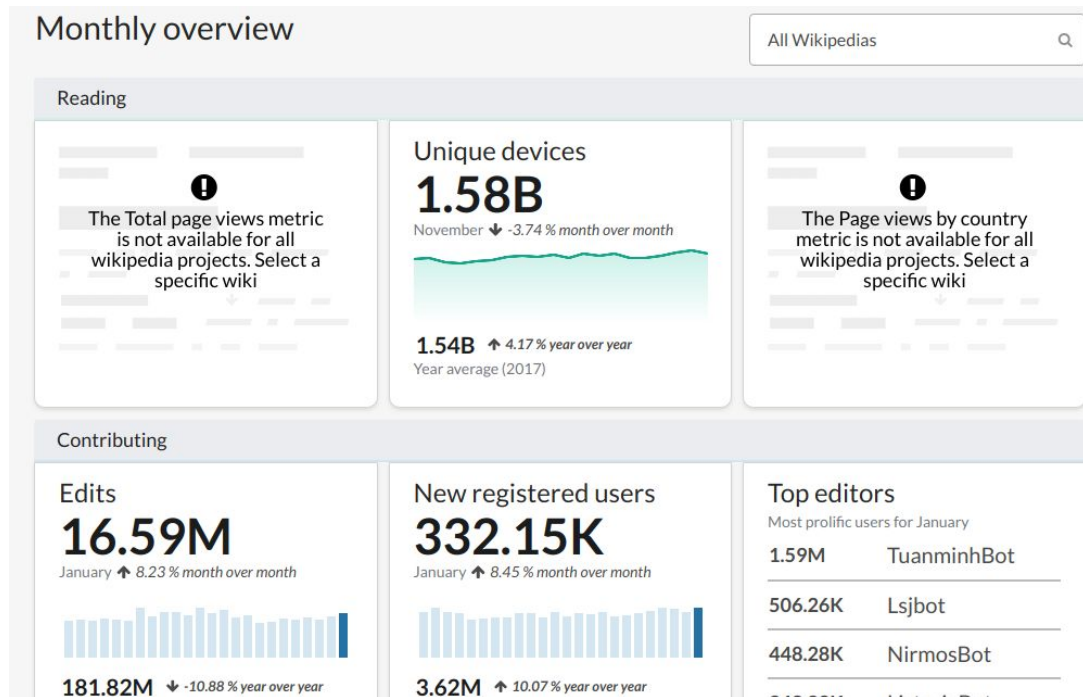 Monthly overview
All Wikipedias
Reading
The Total page views metric
is not available for all
wikipedia projects. Select a
specific wiki
Unique devices
1.58B
November -3.74 % month over month
1.54B 4.17 % year over year
Year average (2017)
The Page views by country
metric is not available for all
wikipedia projects. Select a
specific wiki
Contributing
Edits
16.59M
January 8.23 % month over month
181.82M -10.88 % year over year
New registered users
332.15K
January 8.45 % month over month
3.62M 10.07 % year over year
Top editors
Most prolific users for January
1.59M TuanminhBot
506.26K Lsjbot
448.28K NirmosBot